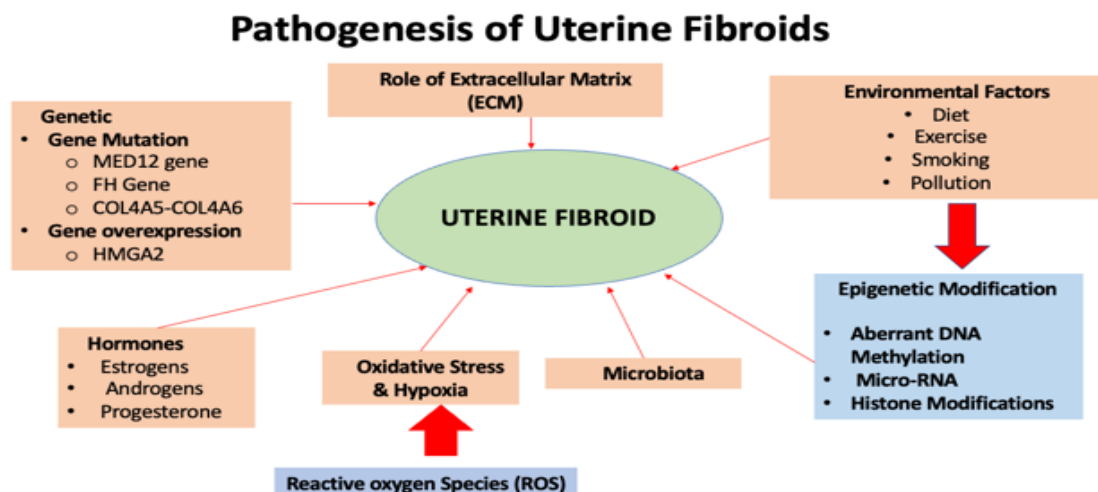 Pathogenesis of Uterine Fibroids
Role of Extracellular Matrix
(ECM)
Genetic
• Gene Mutation
o MED12 gene
o FH Gene
o COL4A5-COL4A6
• Gene overexpression
o HMGA2
Environmental Factors
• Diet
• Exercise
• Smoking
• Pollution
UTERINE FIBROID
Epigenetic Modification
• Aberrant DNA
Methylation
• Micro-RNA
• Histone Modifications
Hormones
• Estrogens
• Androgens
• Progesterone
Oxidative Stress
& Hypoxia
Microbiota
Reactive oxygen Species (ROS)